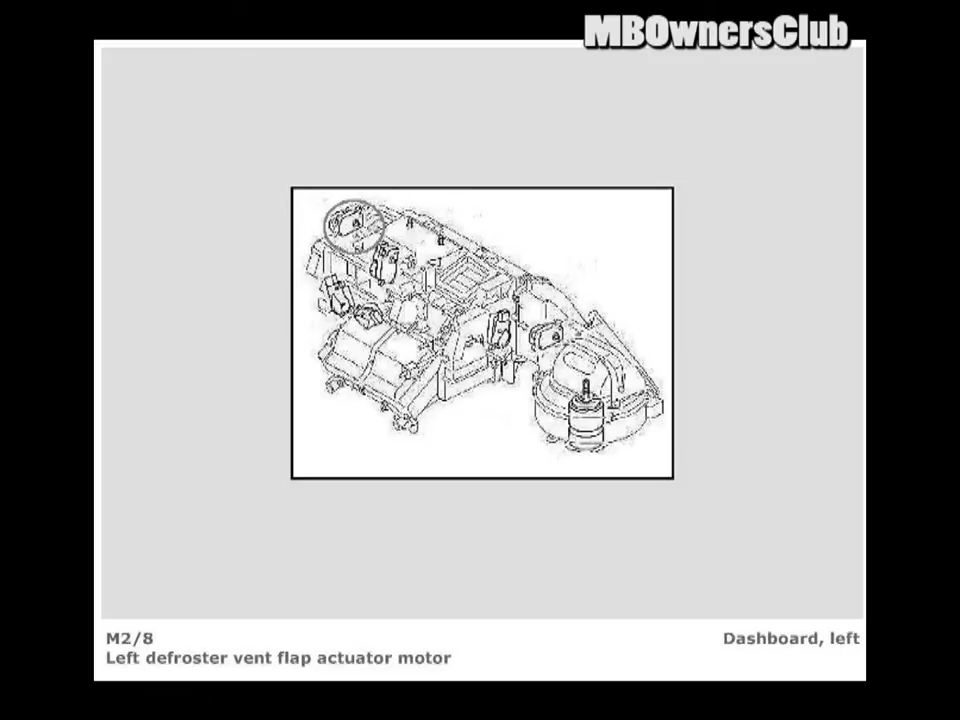 MBOwnersClub
M2/8
Dashboard, left
Left defroster vent flap actuator motor